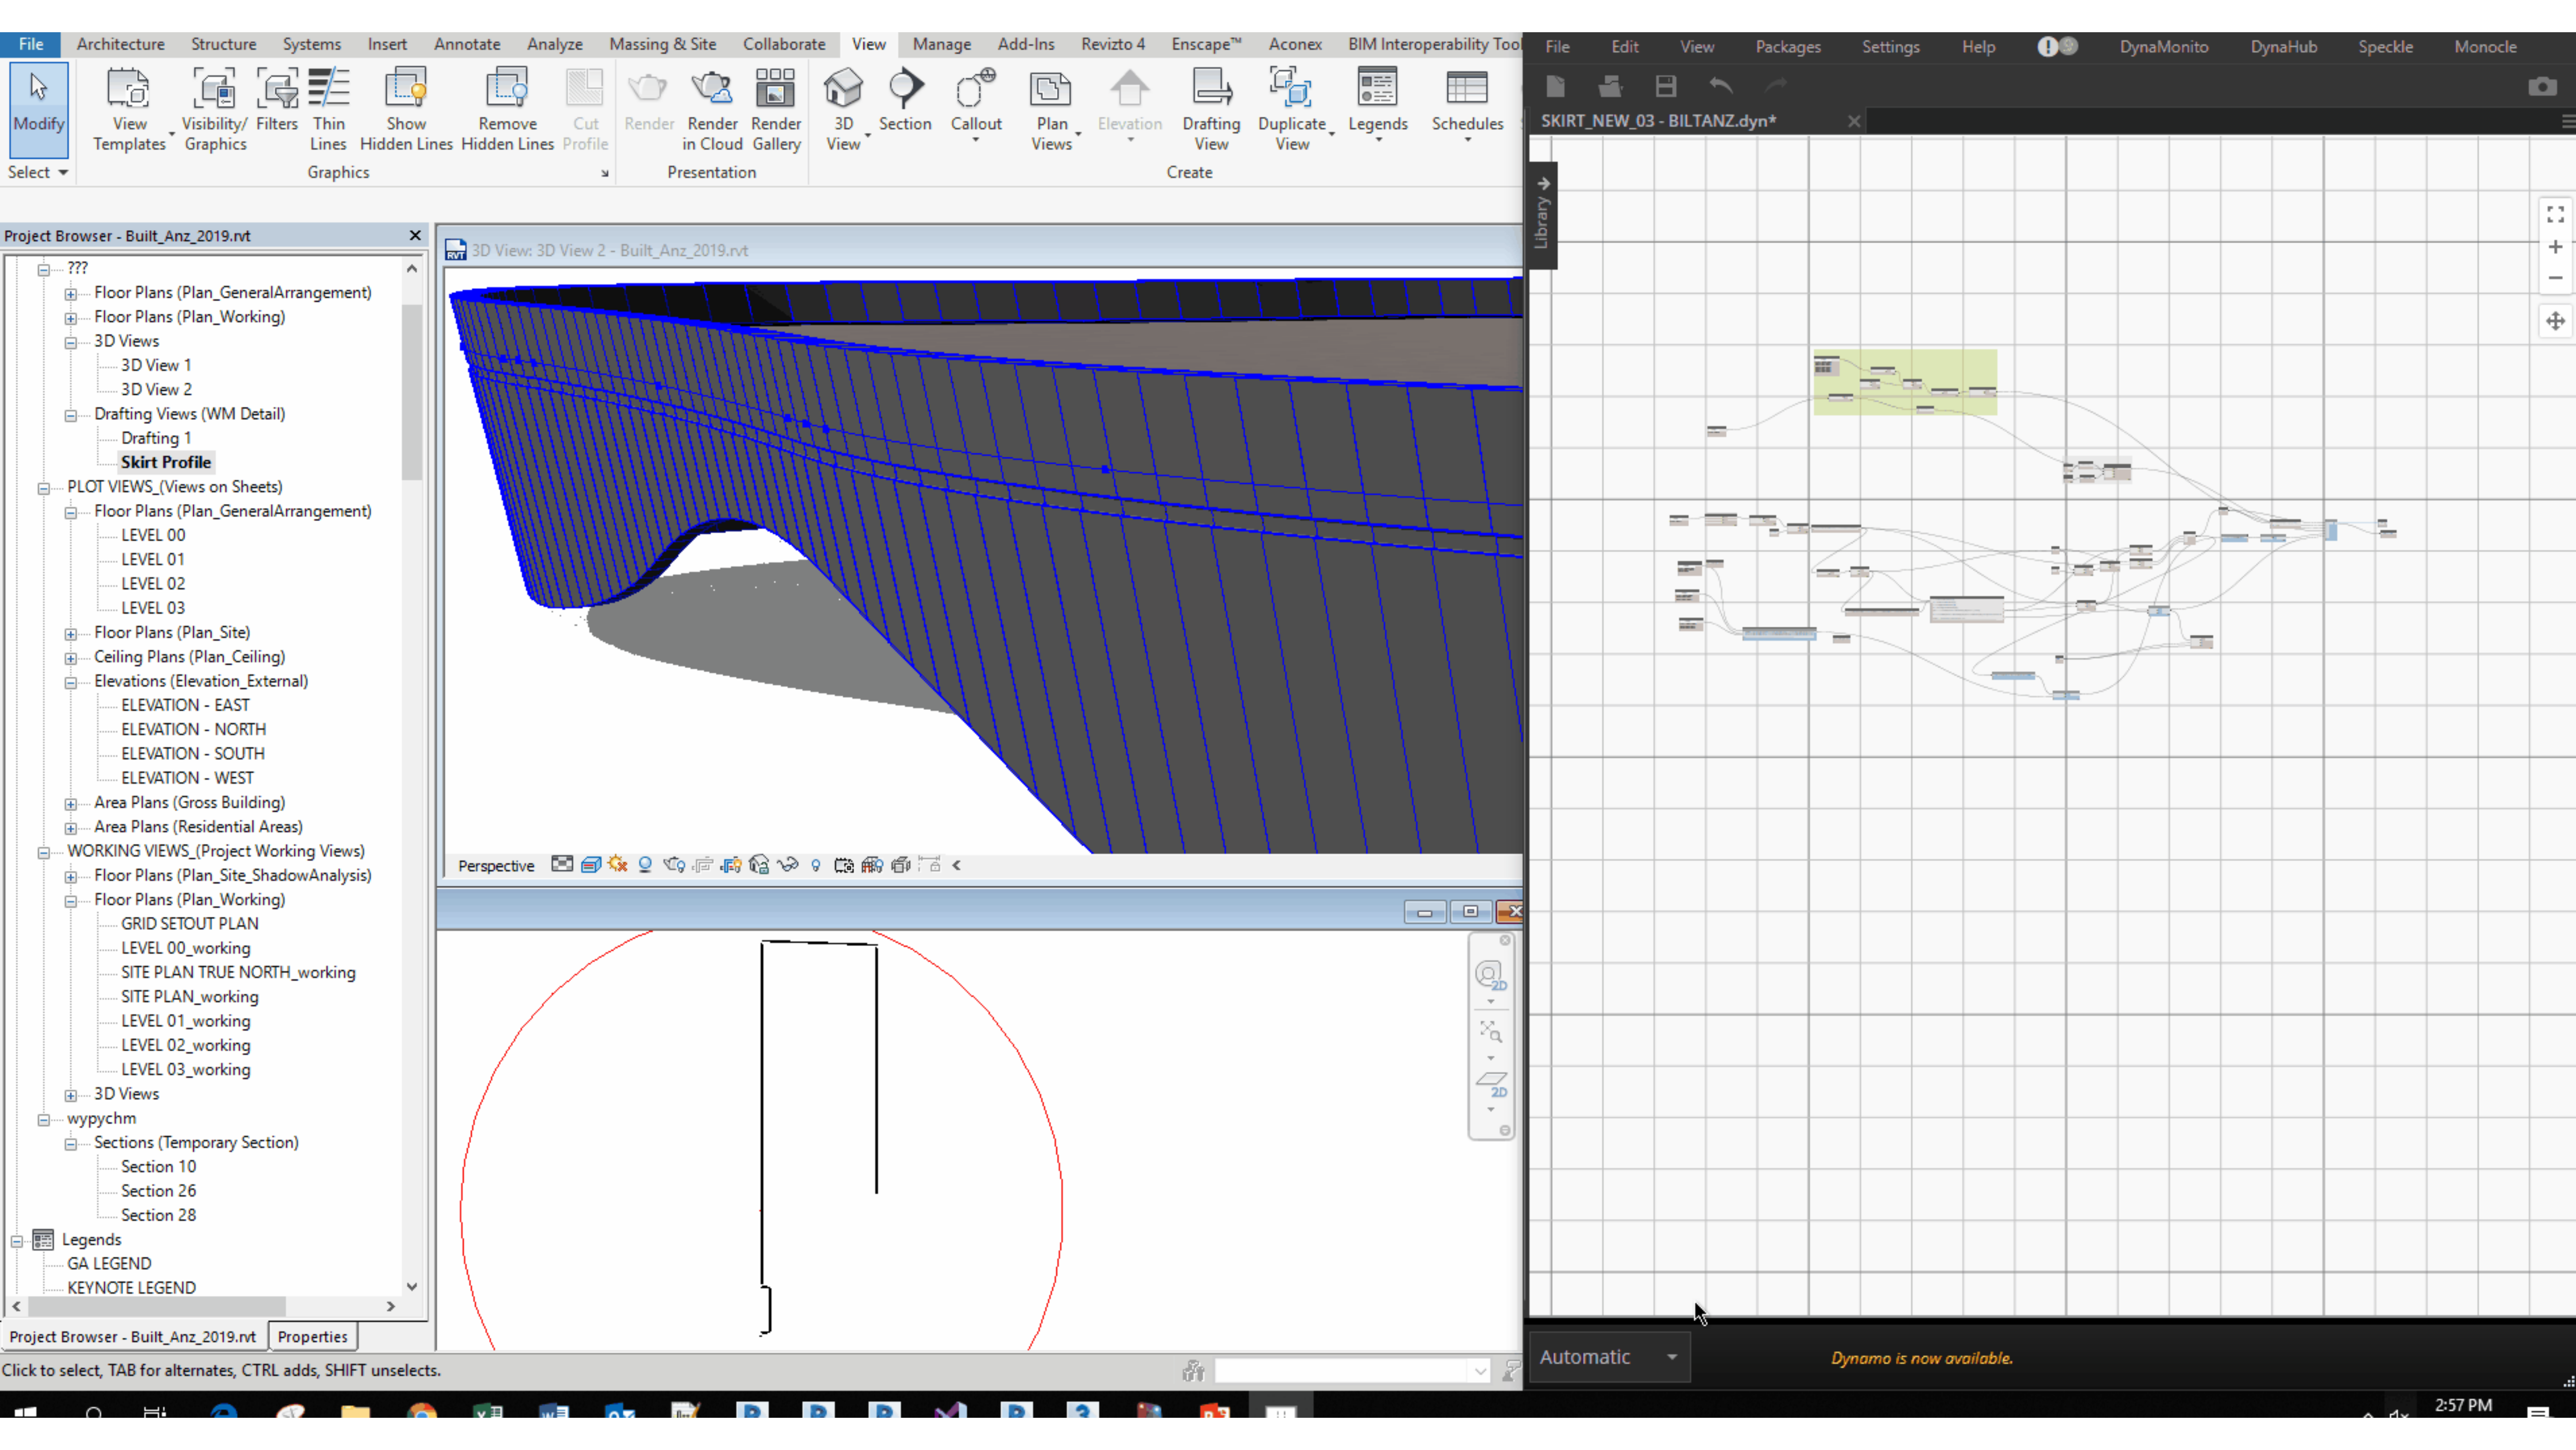 File Architecture Structure Systems Insert Annotate Analyze Massing & Site Collaborate View Manage Add-Ins Revizto 4 Enscape™ Aconex BIM Interoperability Tool
Modify
View Templates
Visibility/ Graphics
Filters
Thin Lines
Show Hidden Lines
Remove Hidden Lines
Cut Profile
Render
Render in Cloud
Render Gallery
3D View
Section
Callout
Plan Views
Elevation
Drafting View
Duplicate View
Legends
Schedules
Select
Graphics
Presentation
Create
Project Browser - Built_Anz_2019.rvt
???
Floor Plans (Plan_GeneralArrangement)
Floor Plans (Plan_Working)
3D Views
3D View 1
3D View 2
Drafting Views (WM Detail)
Drafting 1
Skirt Profile
PLOT VIEWS_(Views on Sheets)
Floor Plans (Plan_GeneralArrangement)
LEVEL 00
LEVEL 01
LEVEL 02
LEVEL 03
Floor Plans (Plan_Site)
Ceiling Plans (Plan_Ceiling)
Elevations (Elevation_External)
ELEVATION - EAST
ELEVATION - NORTH
ELEVATION - SOUTH
ELEVATION - WEST
Area Plans (Gross Building)
Area Plans (Residential Areas)
WORKING VIEWS_(Project Working Views)
Floor Plans (Plan_Site_ShadowAnalysis)
Floor Plans (Plan_Working)
GRID SETOUT PLAN
LEVEL 00_working
SITE PLAN TRUE NORTH_working
SITE PLAN_working
LEVEL 01_working
LEVEL 02_working
LEVEL 03_working
3D Views
wypychm
Sections (Temporary Section)
Section 10
Section 26
Section 28
Legends
GA LEGEND
KEYNOTE LEGEND
Project Browser - Built_Anz_2019.rvt Properties
Click to select, TAB for alternates, CTRL adds, SHIFT unselects.
RVT
3D View: 3D View 2 - Built_Anz_2019.rvt
Perspective
2D
2D
File Edit View Packages Settings Help DynaMonito DynaHub Speckle Monocle
SKIRT_NEW_03 - BILTANZ.dyn*
Library
Automatic
Dynamo is now available.
2:57 PM